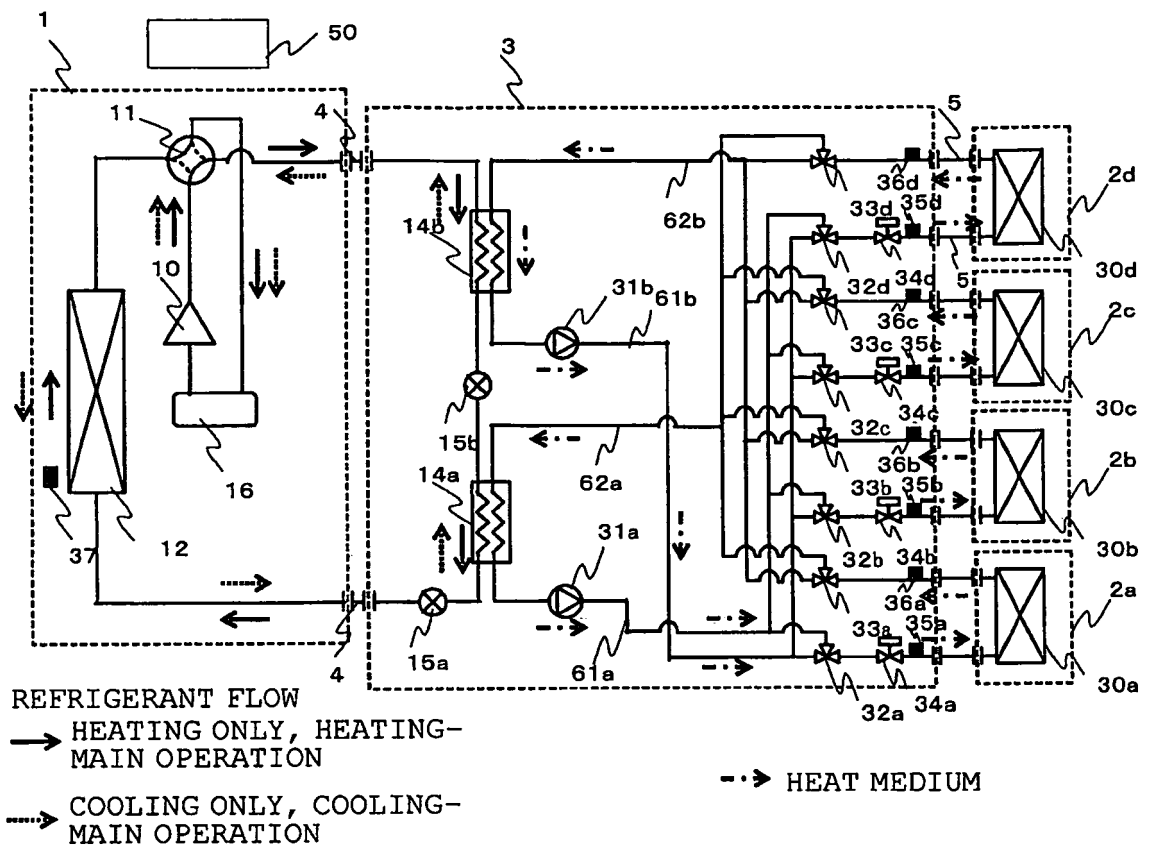 1
50
3
11
4
5
36d
35d
2d
14b
33d
62b
5
30d
10
31b
61b
32d
34d
36c
2c
33c
35c
15b
30c
16
14a
62a
32c
34c
36b
2b
33b
35b
37
12
31a
32b
34b
30b
36a
2a
33a
35a
4
15a
61a
32a
34a
30a
REFRIGERANT FLOW
HEATING ONLY, HEATING-
MAIN OPERATION
HEAT MEDIUM
COOLING ONLY, COOLING-
MAIN OPERATION